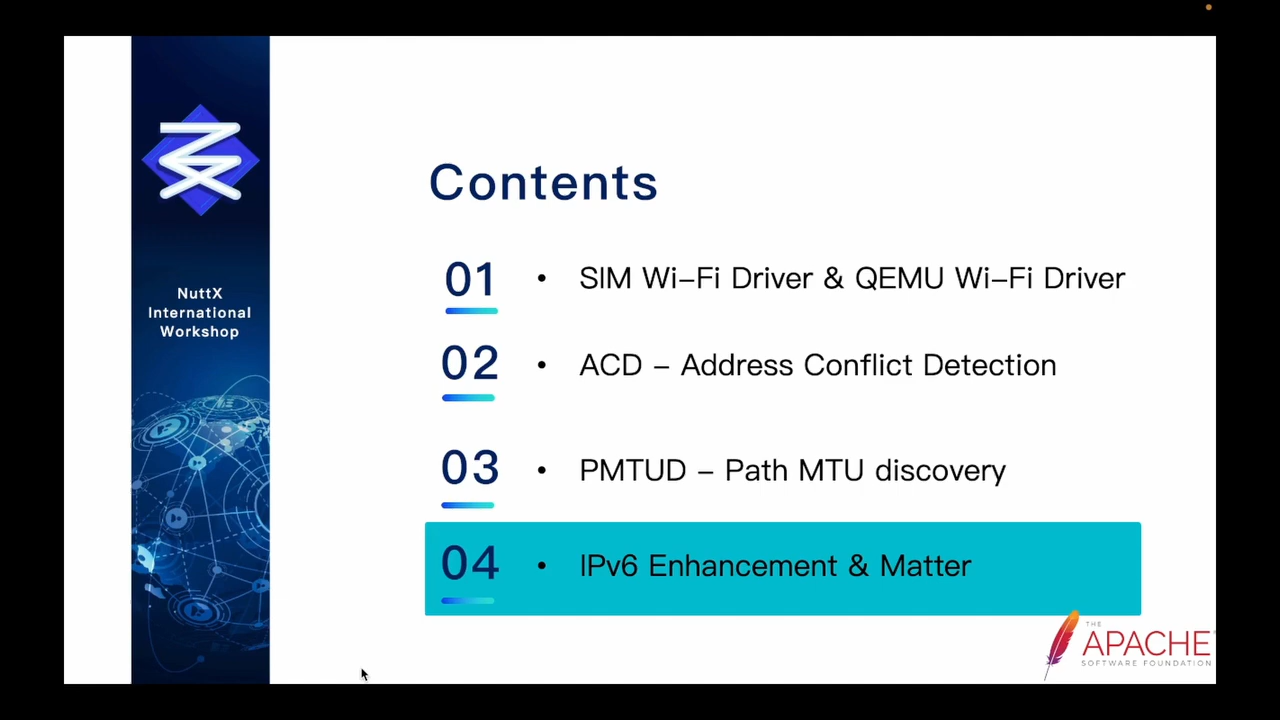 NuttX
International
Workshop
Contents
01 • SIM Wi-Fi Driver & QEMU Wi-Fi Driver
02 • ACD - Address Conflict Detection
03 • PMTUD - Path MTU discovery
04 • IPv6 Enhancement & Matter
THE
APACHE
SOFTWARE FOUNDATION